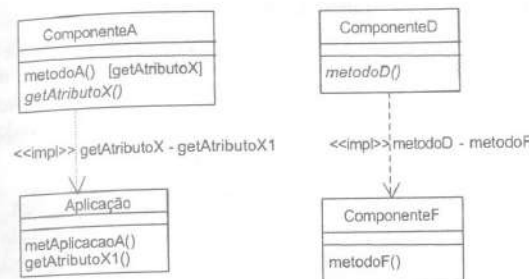 ComponenteA
metodoA() [getAtributoX]
getAtributoX()
<<impl>> getAtributoX - getAtributoX1
Aplicação
metAplicacaoA()
getAtributoX1()
ComponenteD
metodoD()
<<impl>> metodoD - metodoF
ComponenteF
metodoF()